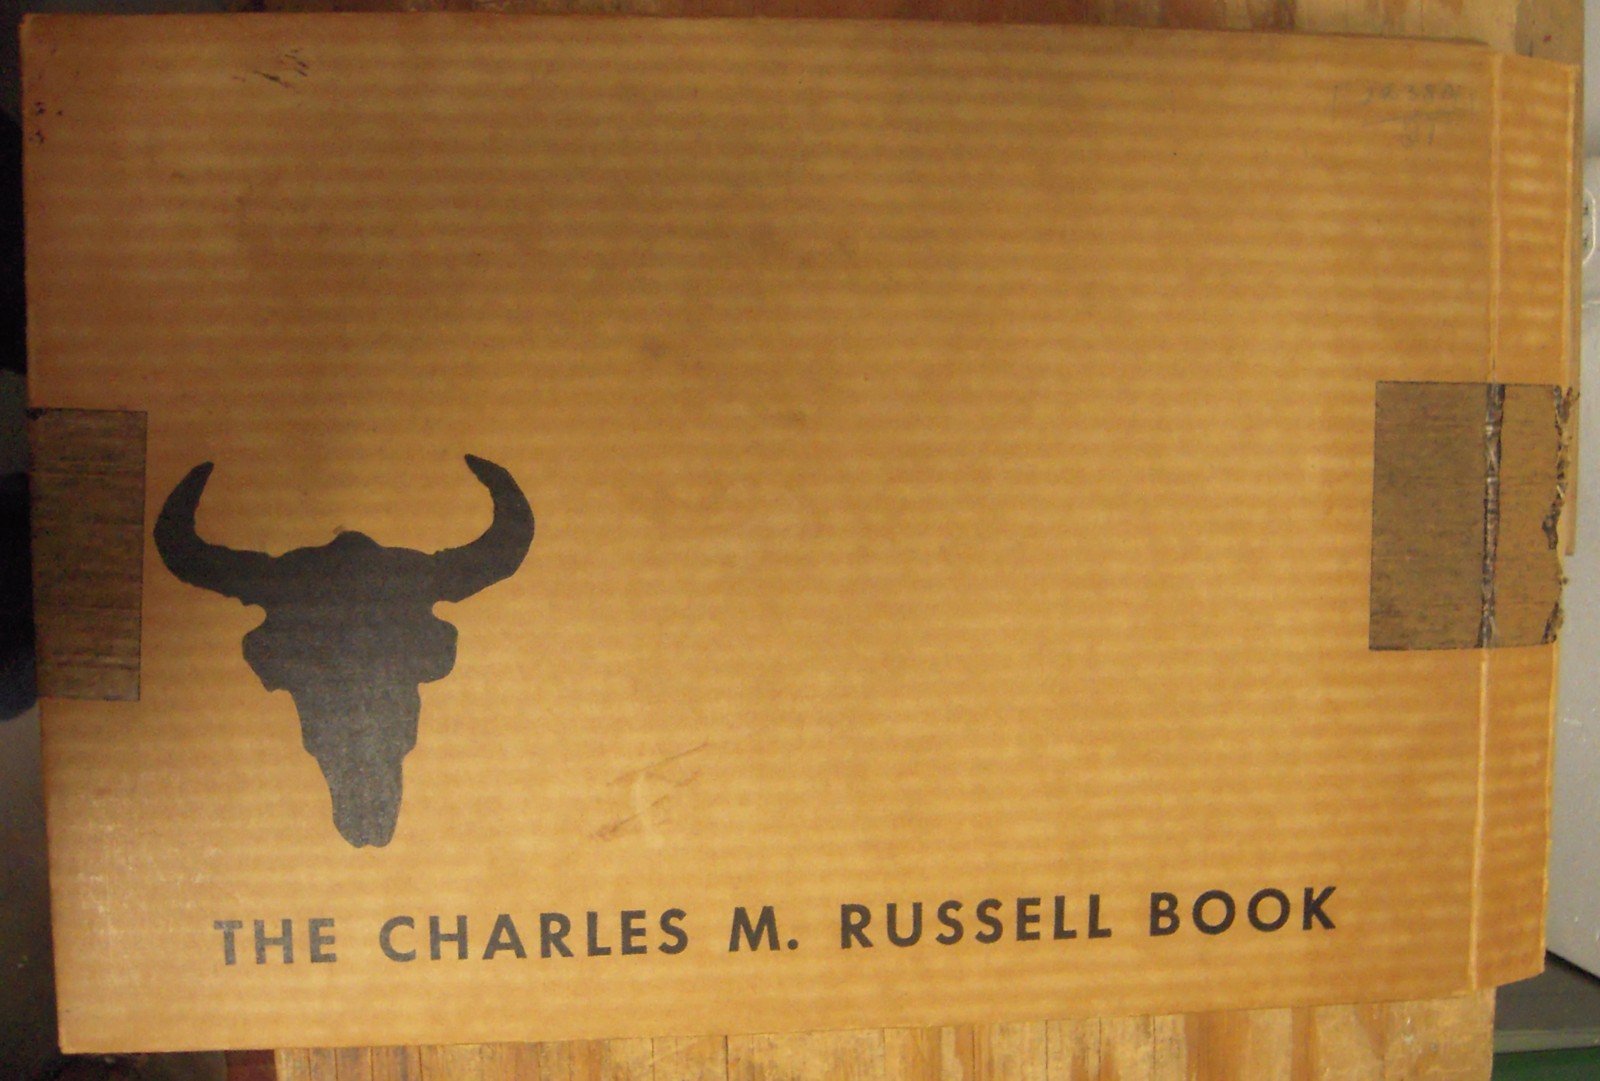 THE CHARLES M. RUSSELL BOOK